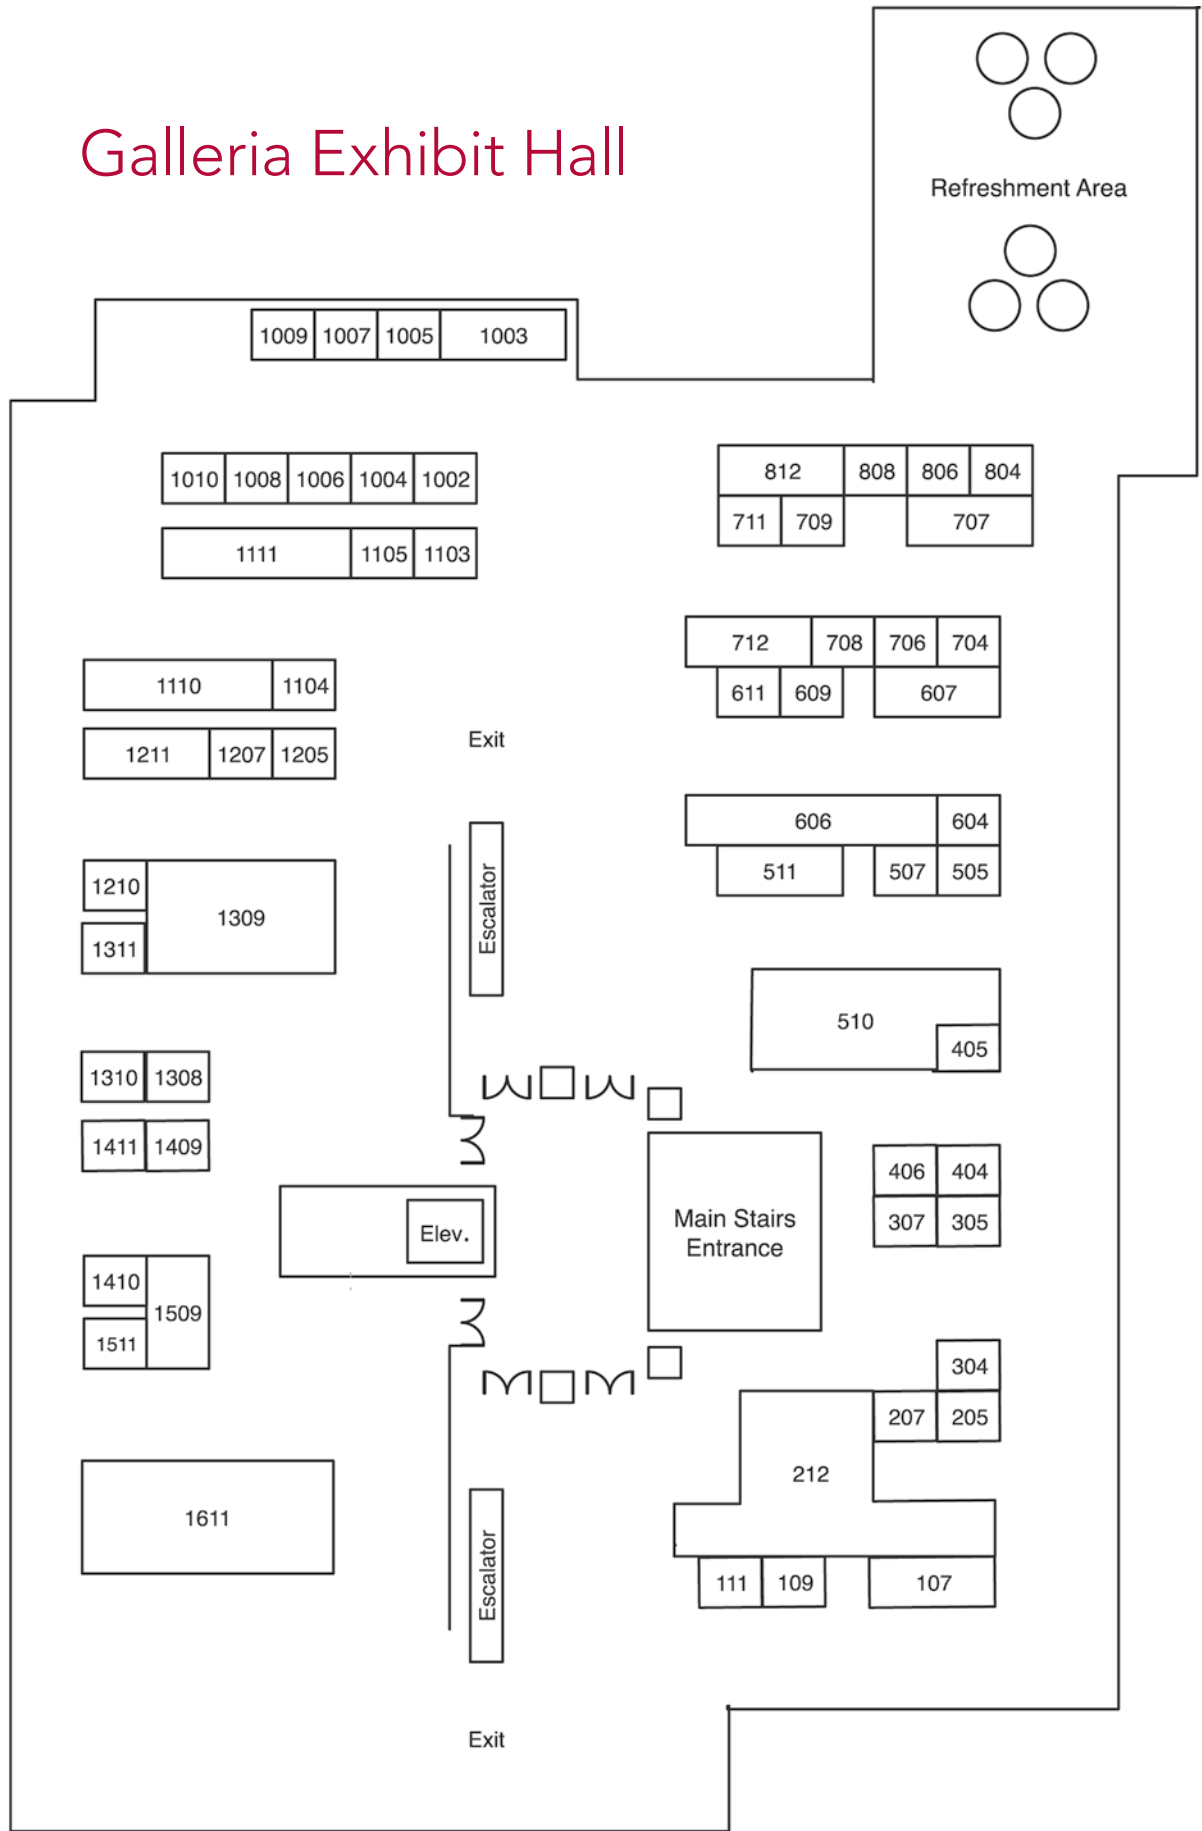 Galleria Exhibit Hall
Refreshment Area
1009 1007 1005 1003
1010 1008 1006 1004 1002
1111 1105 1103
812 808 806 804
711 709 707
712 708 706 704
611 609 607
1110 1104
1211 1207 1205
Exit
606 604
511 507 505
1210
1309
1311
Escalator
510
405
1310 1308
1411 1409
406 404
307 305
Main Stairs
Entrance
Elev.
1410
1509
1511
304
207 205
212
1611
Escalator
111 109 107
Exit